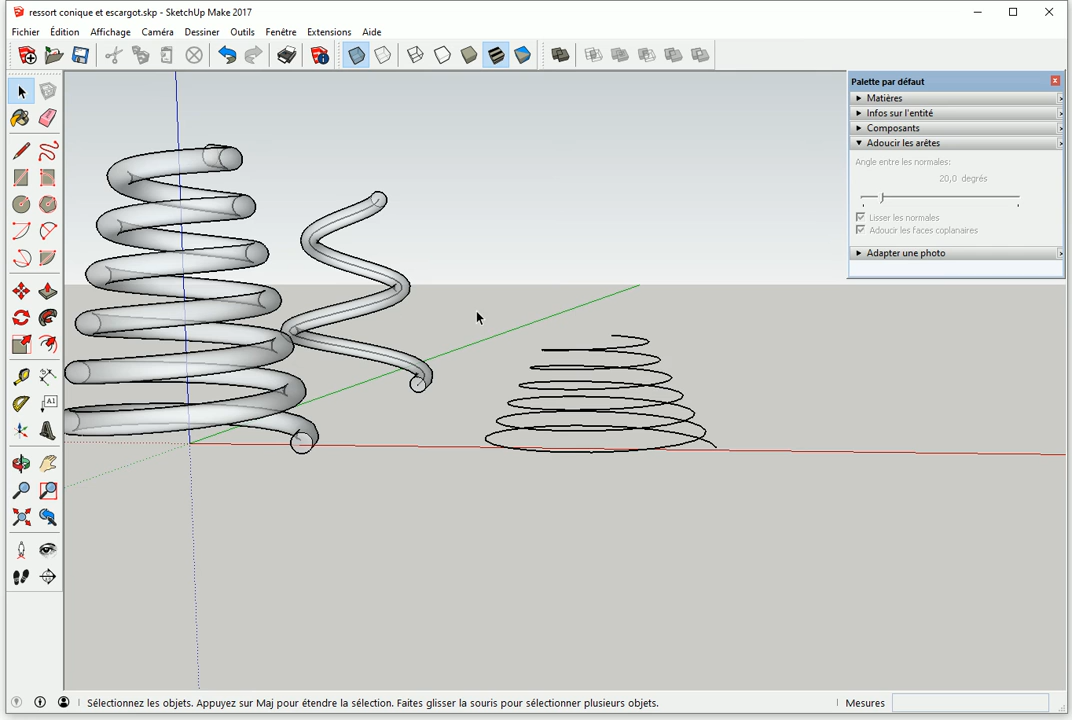 ressort conique et escargot.skp - SketchUp Make 2017
Fichier Édition Affichage Caméra Dessiner Outils Fenêtre Extensions Aide
Palette par défaut
Matières
Infos sur l'entité
Composants
Adoucir les arêtes
Angle entre les normales:
20,0 degrés
Lisser les normales
Adoucir les faces coplanaires
Adapter une photo
A1
Sélectionnez les objets. Appuyez sur Maj pour étendre la sélection. Faites glisser la souris pour sélectionner plusieurs objets.
Mesures